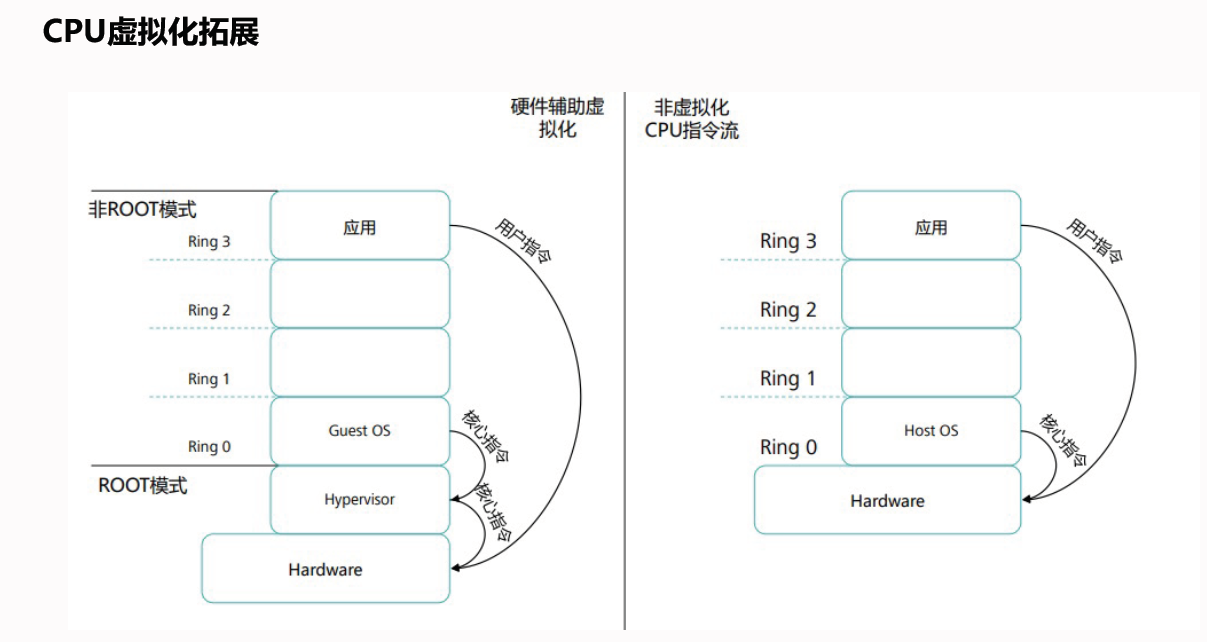 CPU虚拟化拓展
硬件辅助虚
拟化
非ROOT模式
应用
用户指令
Ring 3
Ring 2
Ring 1
Guest OS
核心指令
Ring 0
ROOT模式
Hypervisor
核心指令
Hardware
非虚拟化
CPU指令流
应用
用户指令
Ring 3
Ring 2
Ring 1
Host OS
核心指令
Ring 0
Hardware